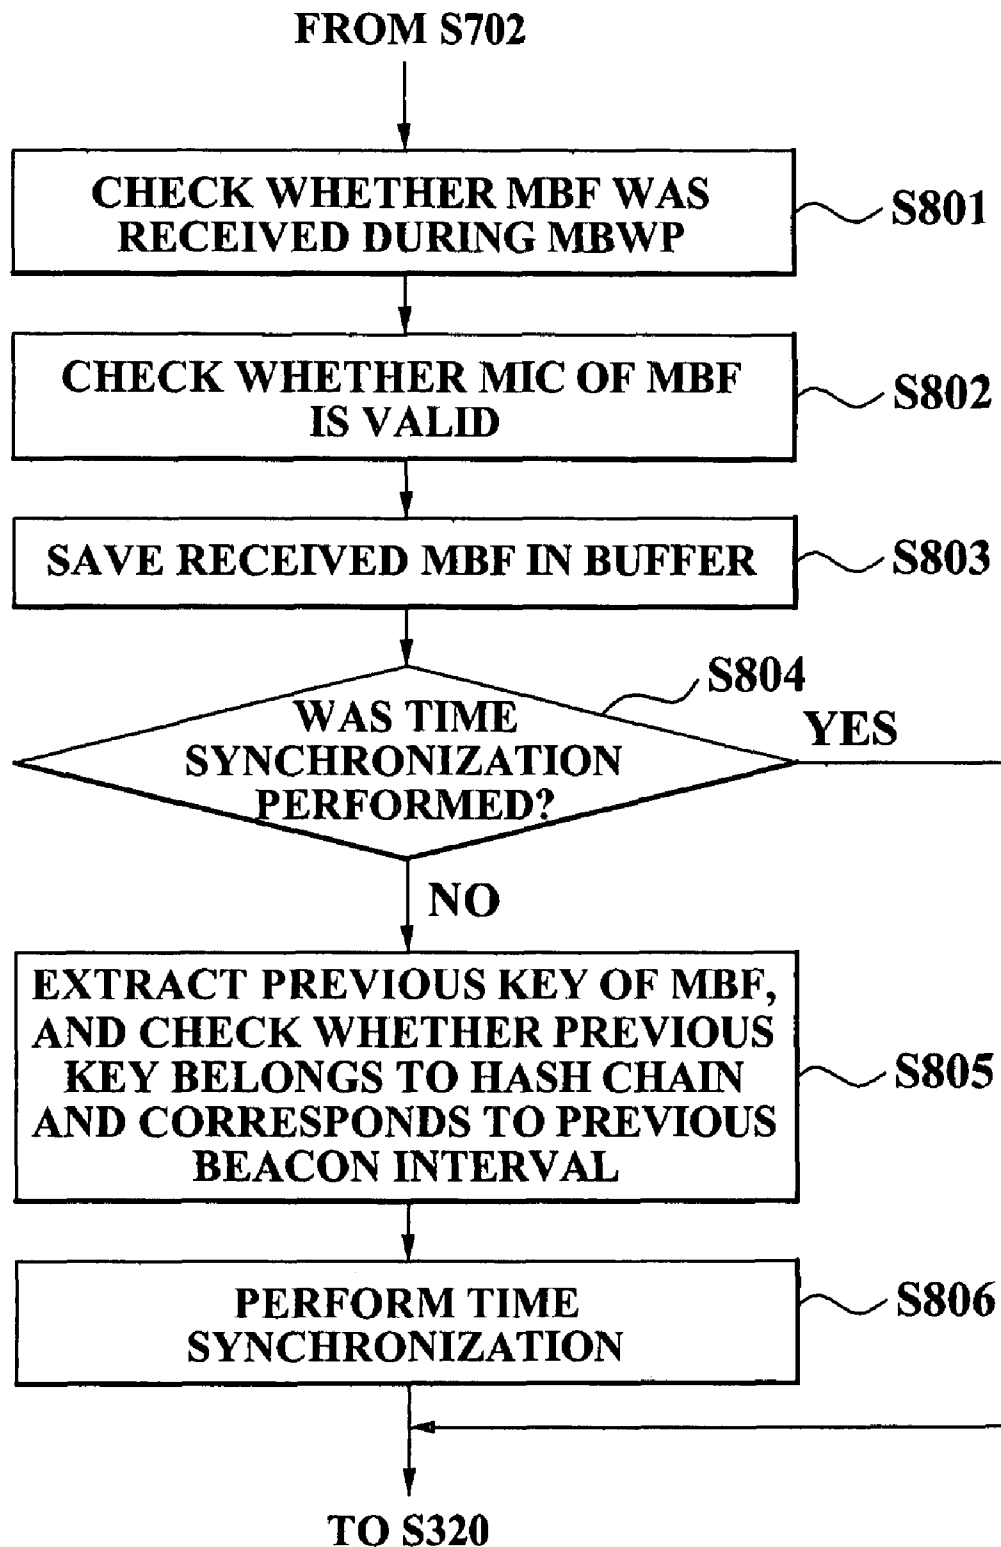 FROM S702
CHECK WHETHER MBF WAS
RECEIVED DURING MBWP
S801
CHECK WHETHER MIC OF MBF
IS VALID
S802
SAVE RECEIVED MBF IN BUFFER
S803
S804
WAS TIME
SYNCHRONIZATION
PERFORMED?
YES
NO
EXTRACT PREVIOUS KEY OF MBF,
AND CHECK WHETHER PREVIOUS
KEY BELONGS TO HASH CHAIN
AND CORRESPONDS TO PREVIOUS
BEACON INTERVAL
S805
PERFORM TIME
SYNCHRONIZATION
S806
TO S320